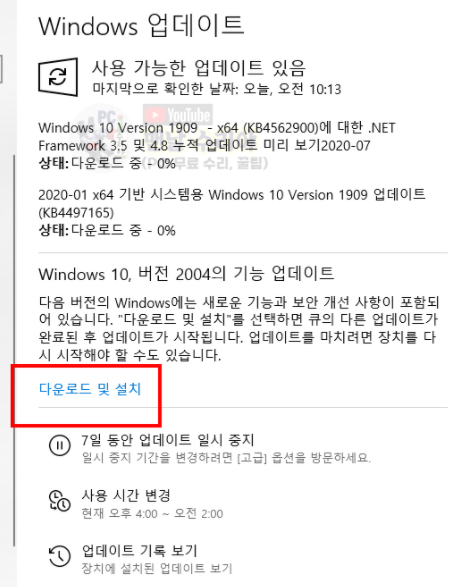 Windows 업데이트
사용 가능한 업데이트 있음
마지막으로 확인한 날짜: 오늘, 오전 10:13
PC
YouTube
Windows 10 Version 1909 - x64 (KB4562900)에 대한 .NET
Framework 3.5 및 4.8 누적 업데이트 미리 보기2020-07
상태: 다운로드 중 - 0%
무료 수리, 꿀팁)
2020-01 x64 기반 시스템용 Windows 10 Version 1909 업데이트
(KB4497165)
상태: 다운로드 중 - 0%
Windows 10, 버전 2004의 기능 업데이트
다음 버전의 Windows에는 새로운 기능과 보안 개선 사항이 포함되
어 있습니다. "다운로드 및 설치"를 선택하면 큐의 다른 업데이트가
완료된 후 업데이트가 시작됩니다. 업데이트를 마치려면 장치를 다
시 시작해야 할 수도 있습니다.
다운로드 및 설치
7일 동안 업데이트 일시 중지
일시 중지 기간을 변경하려면 [고급] 옵션을 방문하세요.
사용 시간 변경
현재 오후 4:00 ~ 오전 2:00
업데이트 기록 보기
장치에 설치된 업데이트 보기